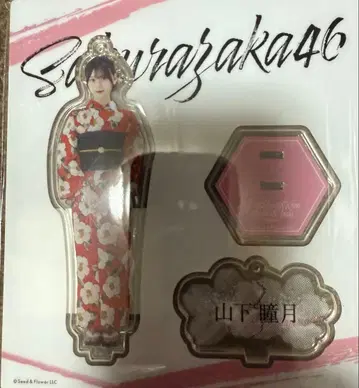 Sakurazaka46
山下 瞳月
© Seed & Flower LLC